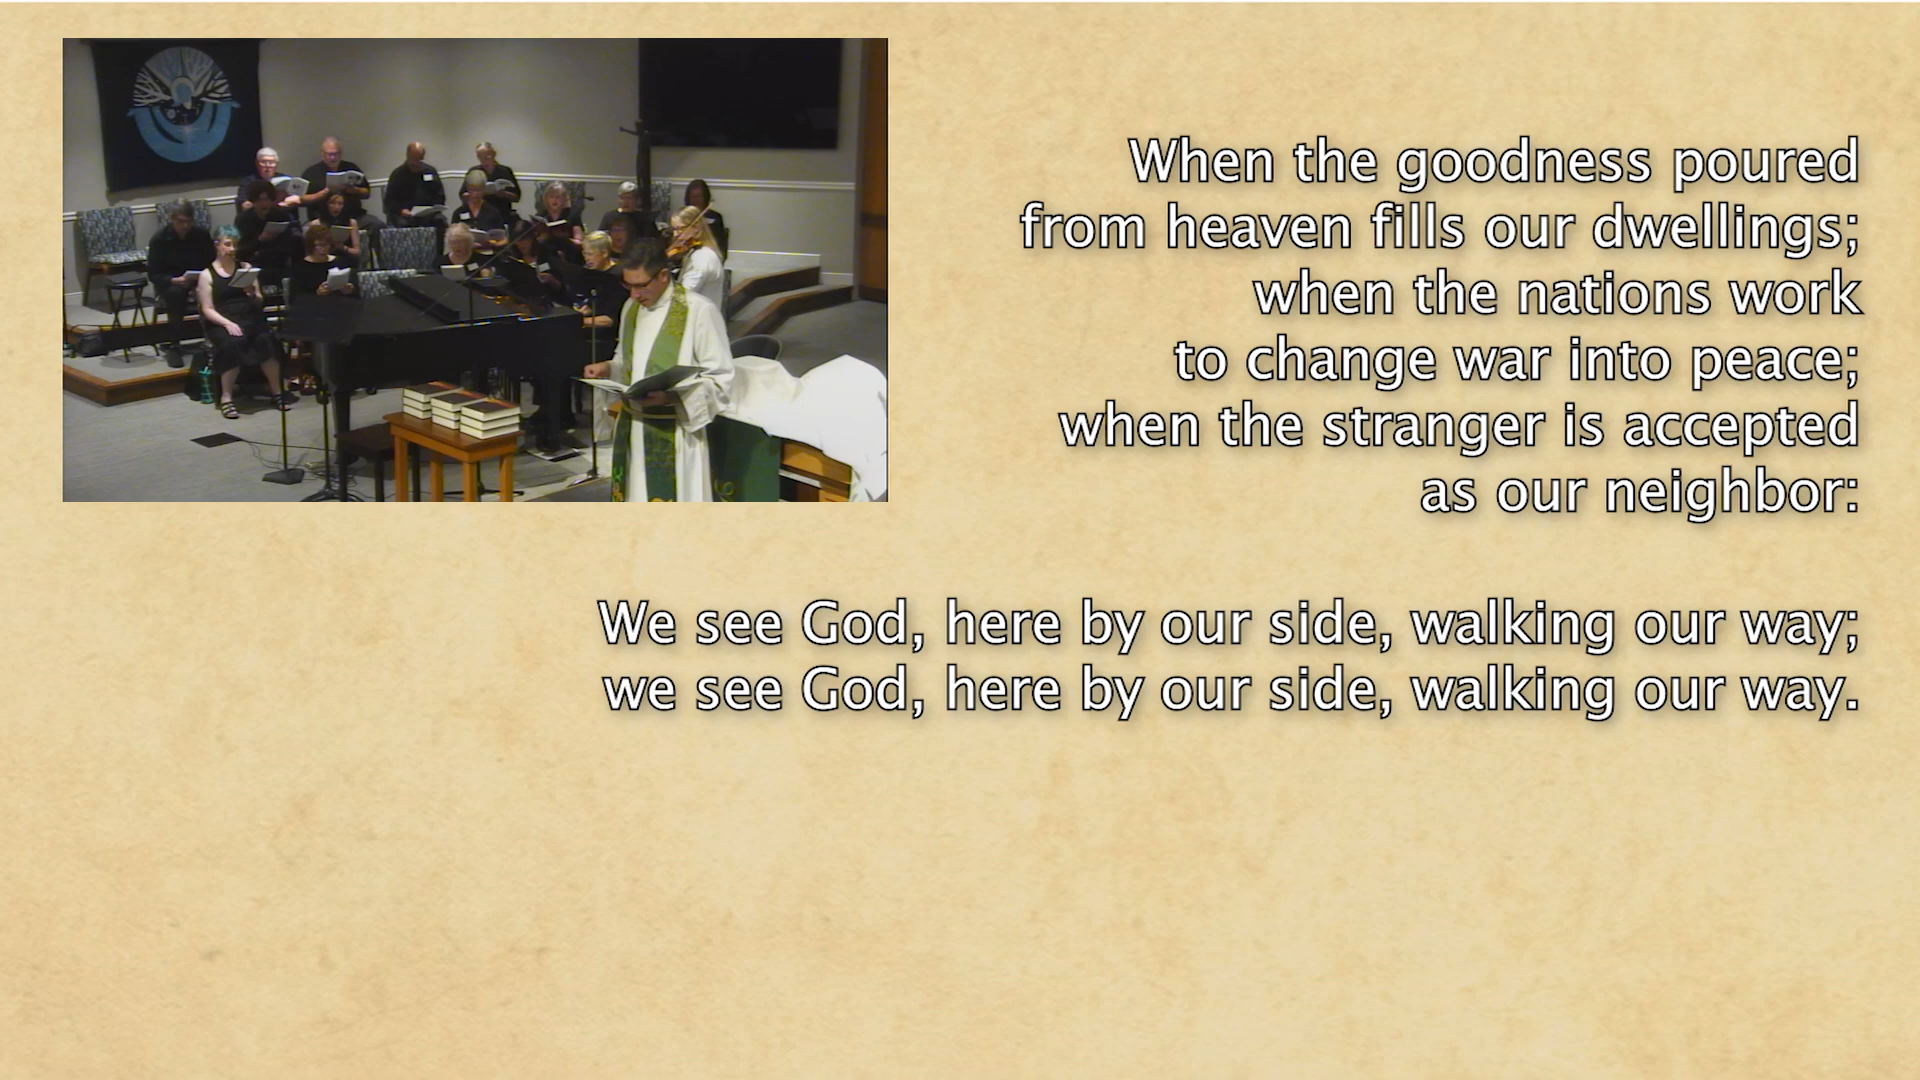 When the goodness poured
from heaven fills our dwellings;
when the nations work
to change war into peace;
when the stranger is accepted
as our neighbor:
We see God, here by our side, walking our way;
we see God, here by our side, walking our way.